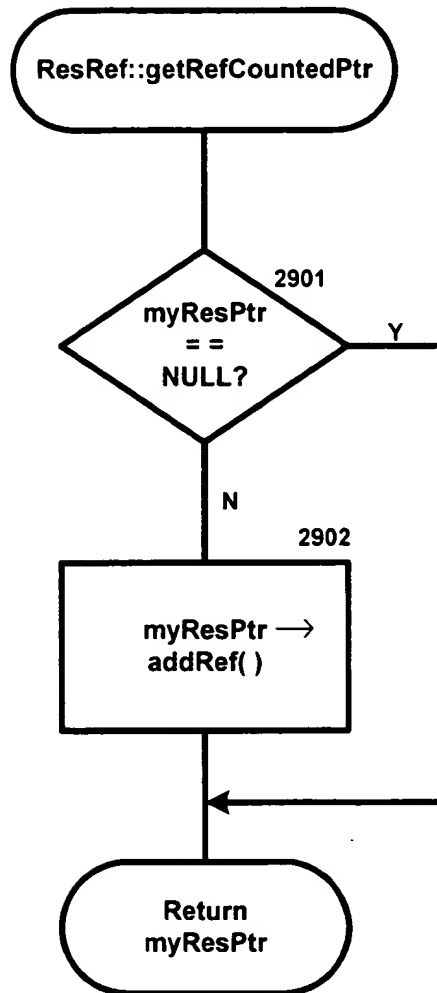 ResRef::getRefCountedPtr
2901
myResPtr
= =
NULL?
Y
N
2902
myResPtr →
addRef( )
Return
myResPtr